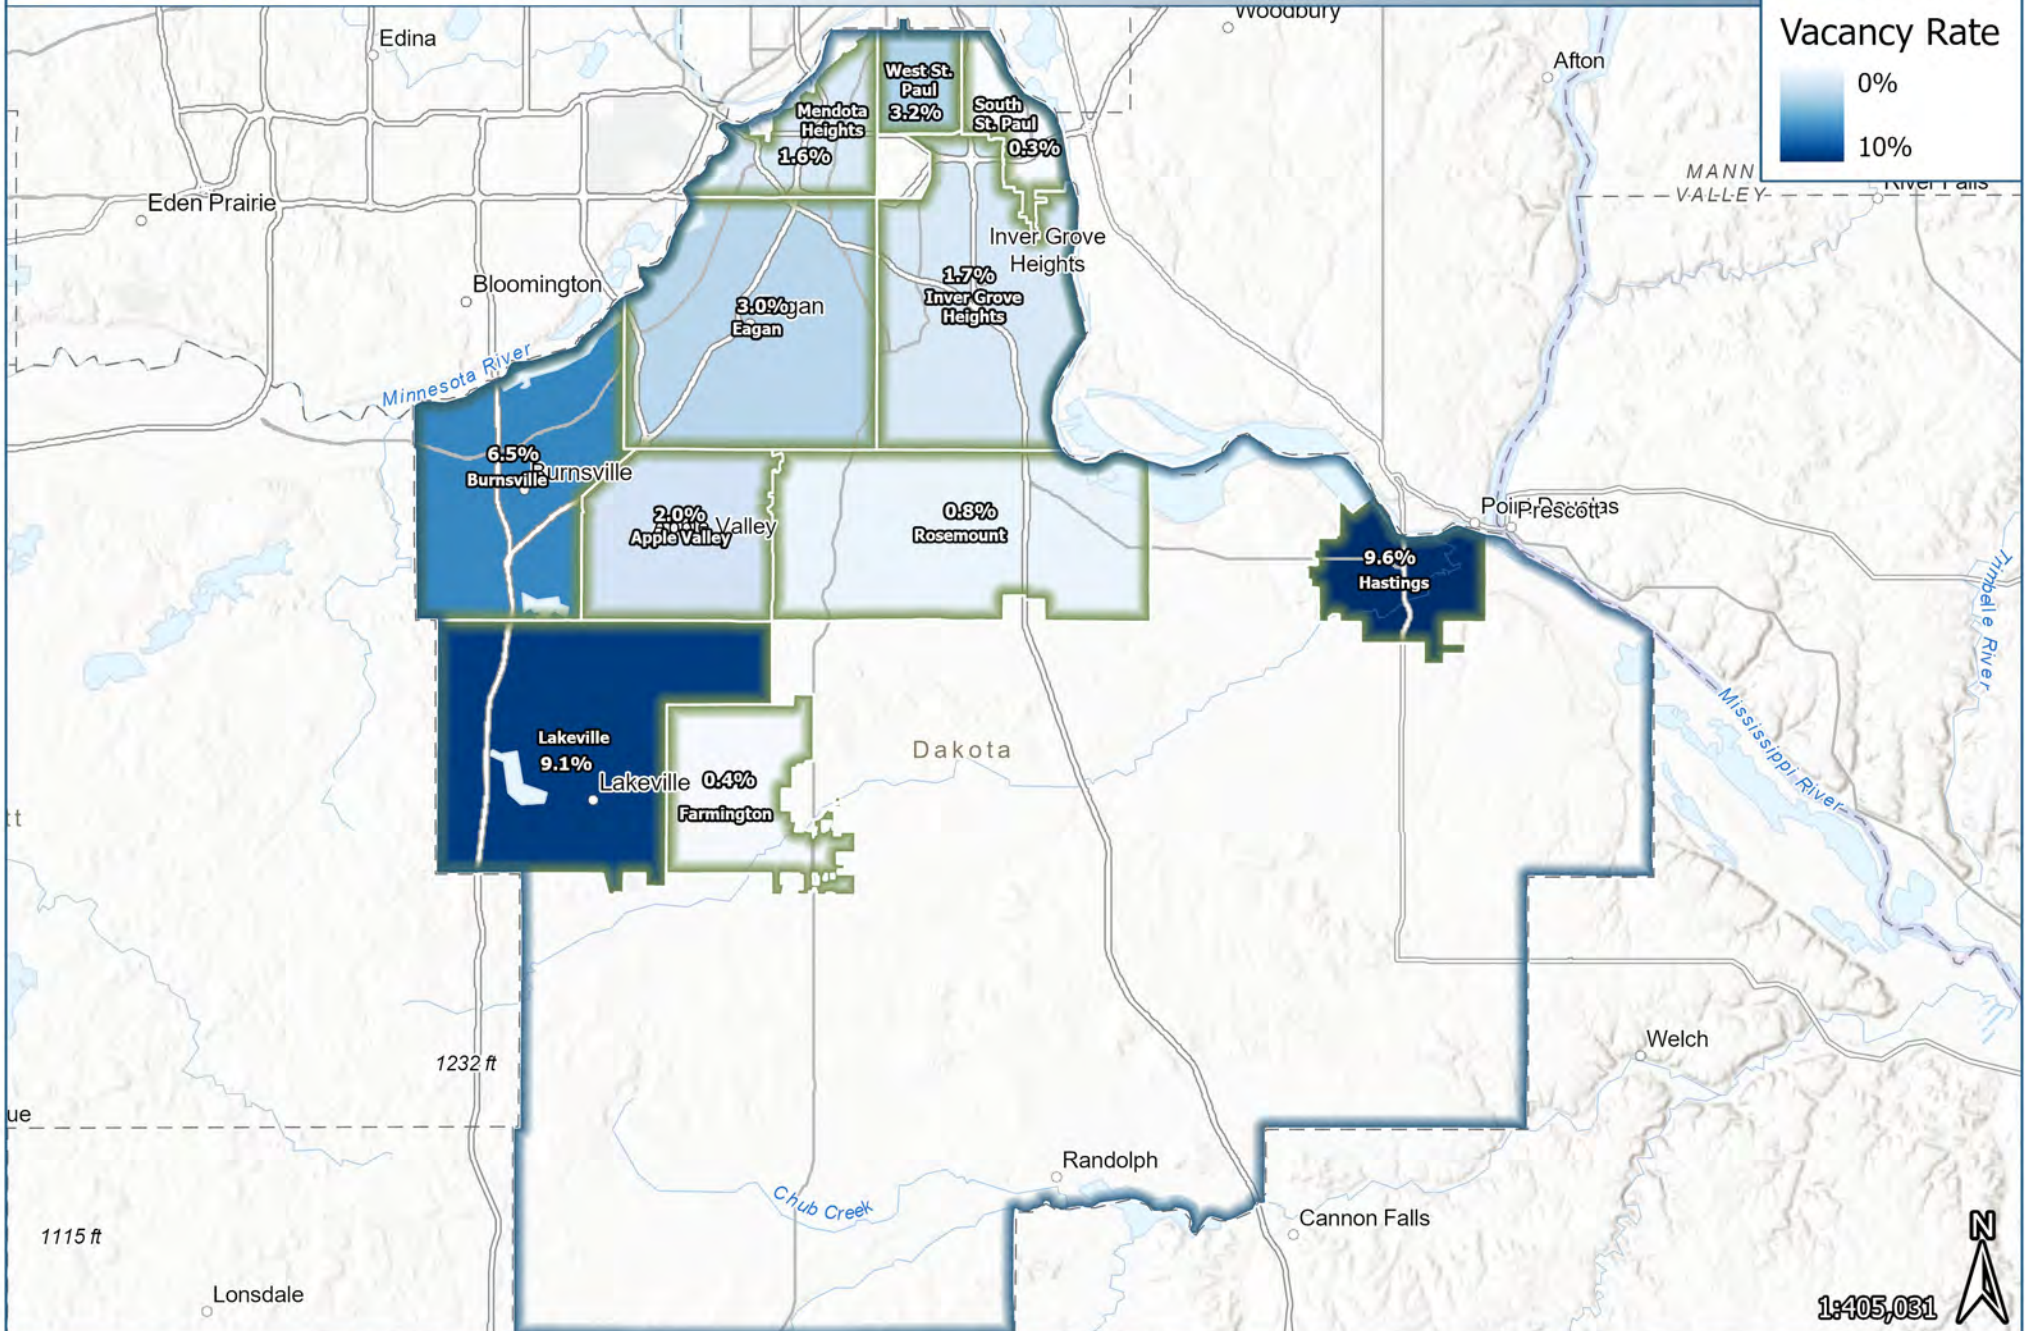 Woodbury
Vacancy Rate
0%
10%
Edina
Afton
West St.
Paul
3.2%
Mendota
Heights
1.6%
South
St. Paul
0.3%
MANN
VALLEY
River Falls
Eden Prairie
Inver Grove
Heights
Bloomington
1.7%
Inver Grove
Heights
3.0%
Eagan
Minnesota River
6.5%
Burnsville
Burnsville
2.0%
Valley
Apple Valley
0.8%
Rosemount
Prescott
9.6%
Hastings
Trimbelle River
Mississippi River
Lakeville
9.1%
Lakeville
0.4%
Farmington
Dakota
tt
1232 ft
Welch
ue
Randolph
Chub Creek
Cannon Falls
1115 ft
Lonsdale
N
1:405,031